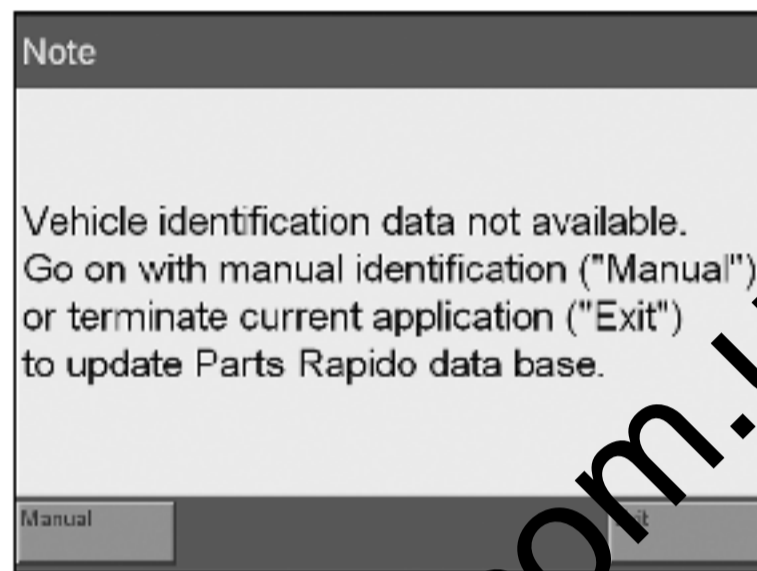 Note
Vehicle identification data not available.
Go on with manual identification ("Manual")
or terminate current application ("Exit")
to update Parts Rapido data base.
Manual
om.u